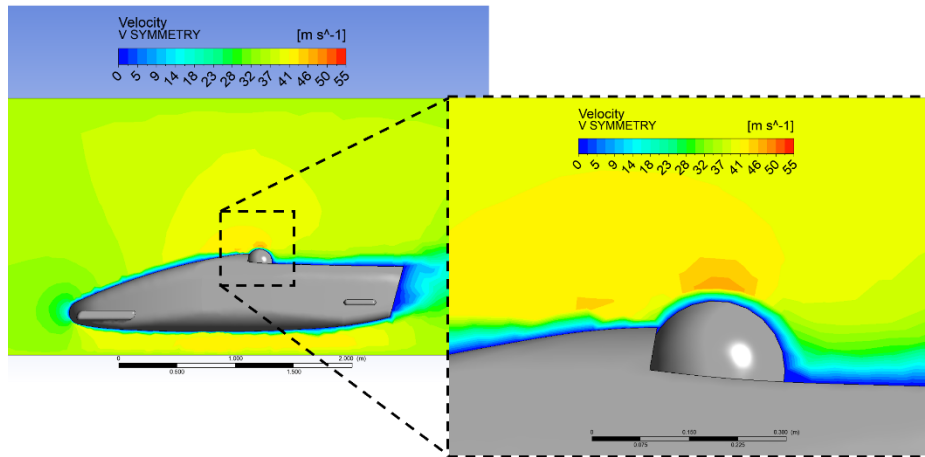 Velocity
V SYMMETRY [m s^-1]
0 5 9 14 18 23 28 32 37 41 46 50 55
0 1.000 2.000 (m)
0.500 1.500
Velocity
V SYMMETRY [m s^-1]
0 5 9 14 18 23 28 32 37 41 46 50 55
0 0.150 0.300 (m)
0.075 0.225